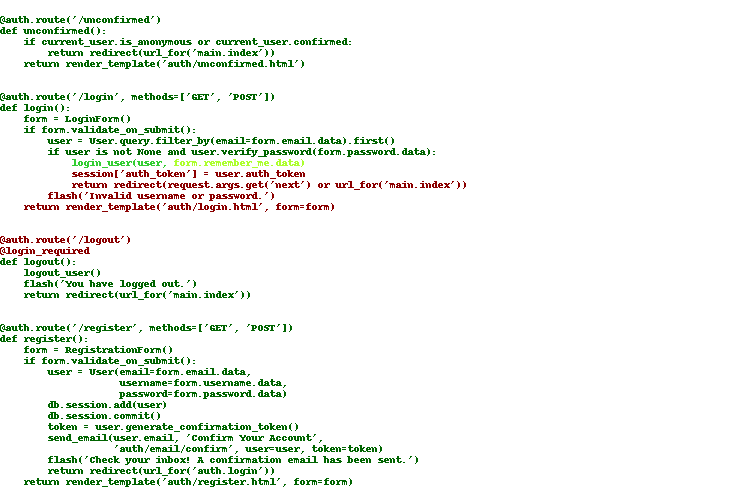 @auth.route('/unconfirmed')
def unconfirmed():
    if current_user.is_anonymous or current_user.confirmed:
        return redirect(url_for('main.index'))
    return render_template('auth/unconfirmed.html')

@auth.route('/login', methods=['GET', 'POST'])
def login():
    form = LoginForm()
    if form.validate_on_submit():
        user = User.query.filter_by(email=form.email.data).first()
        if user is not None and user.verify_password(form.password.data):
            login_user(user, form.remember_me.data)
            session['auth_token'] = user.auth_token
            return redirect(request.args.get('next') or url_for('main.index'))
        flash('Invalid username or password.')
    return render_template('auth/login.html', form=form)

@auth.route('/logout')
@login_required
def logout():
    logout_user()
    flash('You have logged out.')
    return redirect(url_for('main.index'))

@auth.route('/register', methods=['GET', 'POST'])
def register():
    form = RegistrationForm()
    if form.validate_on_submit():
        user = User(email=form.email.data,
                    username=form.username.data,
                    password=form.password.data)
        db.session.add(user)
        db.session.commit()
        token = user.generate_confirmation_token()
        send_email(user.email, 'Confirm Your Account',
                   'auth/email/confirm', user=user, token=token)
        flash('Check your inbox! A confirmation email has been sent.')
        return redirect(url_for('auth.login'))
    return render_template('auth/register.html', form=form)